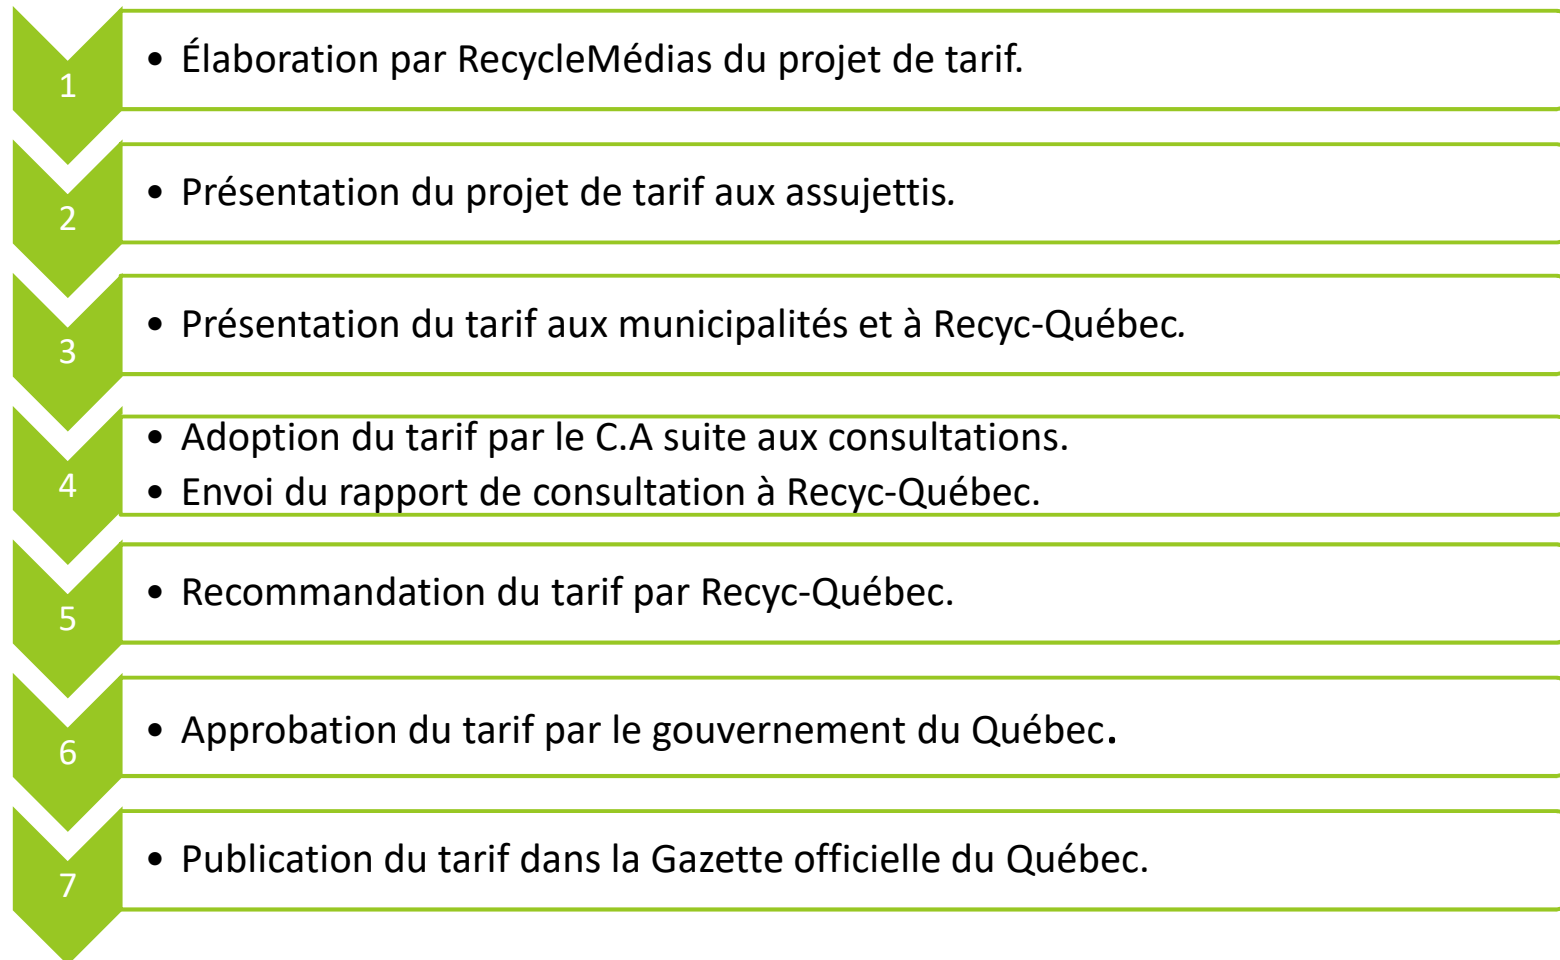 1
• Élaboration par RecycleMédias du projet de tarif.
2
• Présentation du projet de tarif aux assujettis.
3
• Présentation du tarif aux municipalités et à Recyc-Québec.
4
• Adoption du tarif par le C.A suite aux consultations.
• Envoi du rapport de consultation à Recyc-Québec.
5
• Recommandation du tarif par Recyc-Québec.
6
• Approbation du tarif par le gouvernement du Québec.
7
• Publication du tarif dans la Gazette officielle du Québec.